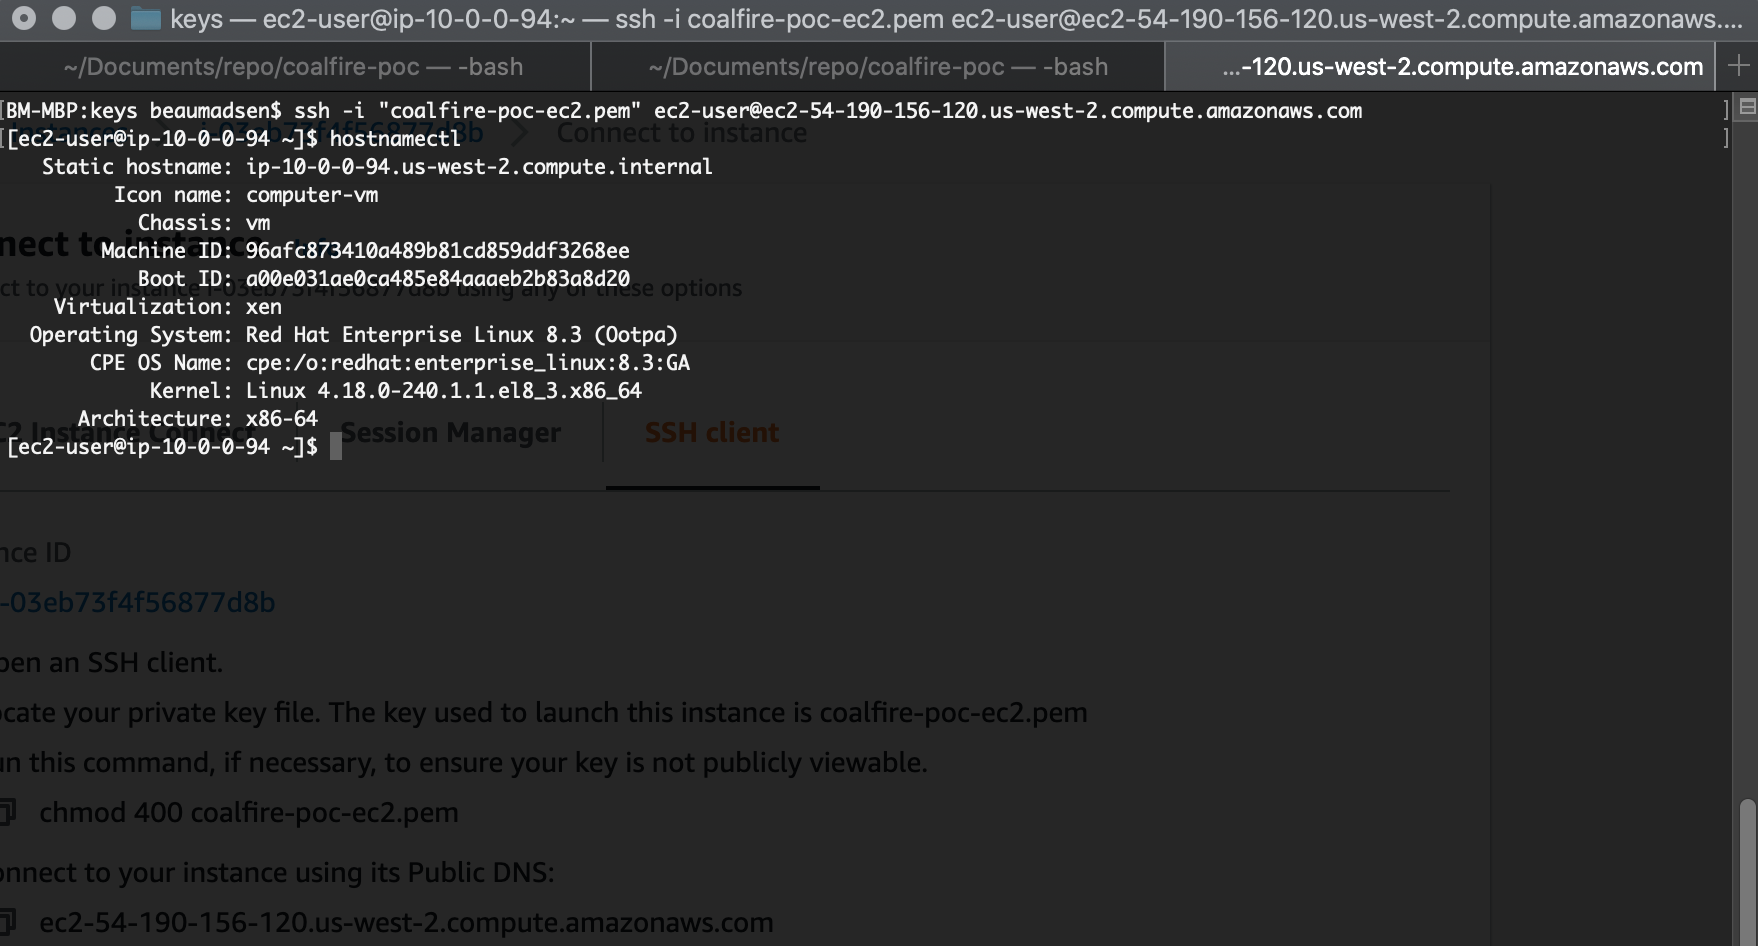 keys — ec2-user@ip-10-0-0-94:~ — ssh -i coalfire-poc-ec2.pem ec2-user@ec2-54-190-156-120.us-west-2.compute.amazonaws....
~/Documents/repo/coalfire-poc — -bash
~/Documents/repo/coalfire-poc — -bash
...-120.us-west-2.compute.amazonaws.com
[BM-MBP:keys beaumadsen$ ssh -i "coalfire-poc-ec2.pem" ec2-user@ec2-54-190-156-120.us-west-2.compute.amazonaws.com ]
Connect to instance
[[ec2-user@ip-10-0-0-94 ~]$ hostnamectl ]
Static hostname: ip-10-0-0-94.us-west-2.compute.internal
Icon name: computer-vm
Chassis: vm
nect to instance
Machine ID: 96afc873410a489b81cd859ddf3268ee
Boot ID: a00e031ae0ca485e84aaaeb2b83a8d20
ct to your instance i-03eb73f4f56877d8b using any of these options
Virtualization: xen
Operating System: Red Hat Enterprise Linux 8.3 (Ootpa)
CPE OS Name: cpe:/o:redhat:enterprise_linux:8.3:GA
Kernel: Linux 4.18.0-240.1.1.el8_3.x86_64
Architecture: x86-64
C2 Instance Connect
Session Manager
SSH client
[ec2-user@ip-10-0-0-94 ~]$
nce ID
-03eb73f4f56877d8b
pen an SSH client.
ocate your private key file. The key used to launch this instance is coalfire-poc-ec2.pem
un this command, if necessary, to ensure your key is not publicly viewable.
chmod 400 coalfire-poc-ec2.pem
onnect to your instance using its Public DNS:
ec2-54-190-156-120.us-west-2.compute.amazonaws.com